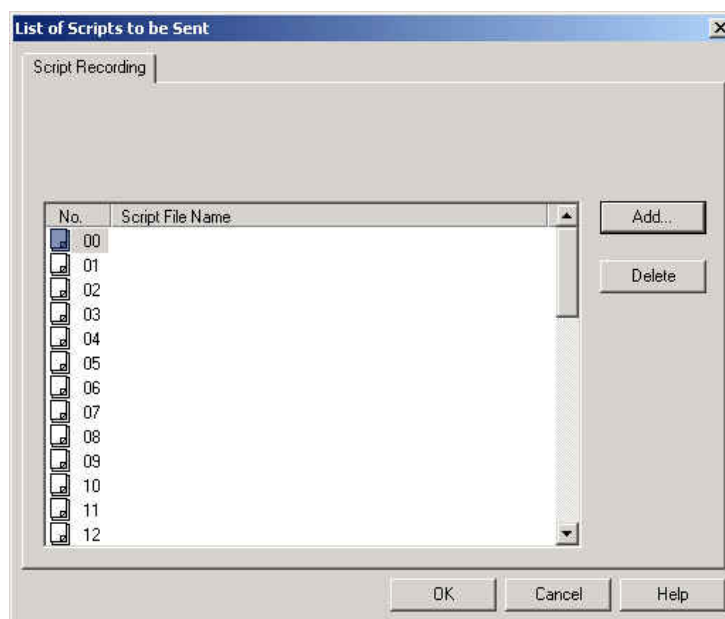 List of Scripts to be Sent
Script Recording
No. Script File Name
00
01
02
03
04
05
06
07
08
09
10
11
12
Add...
Delete
OK Cancel Help